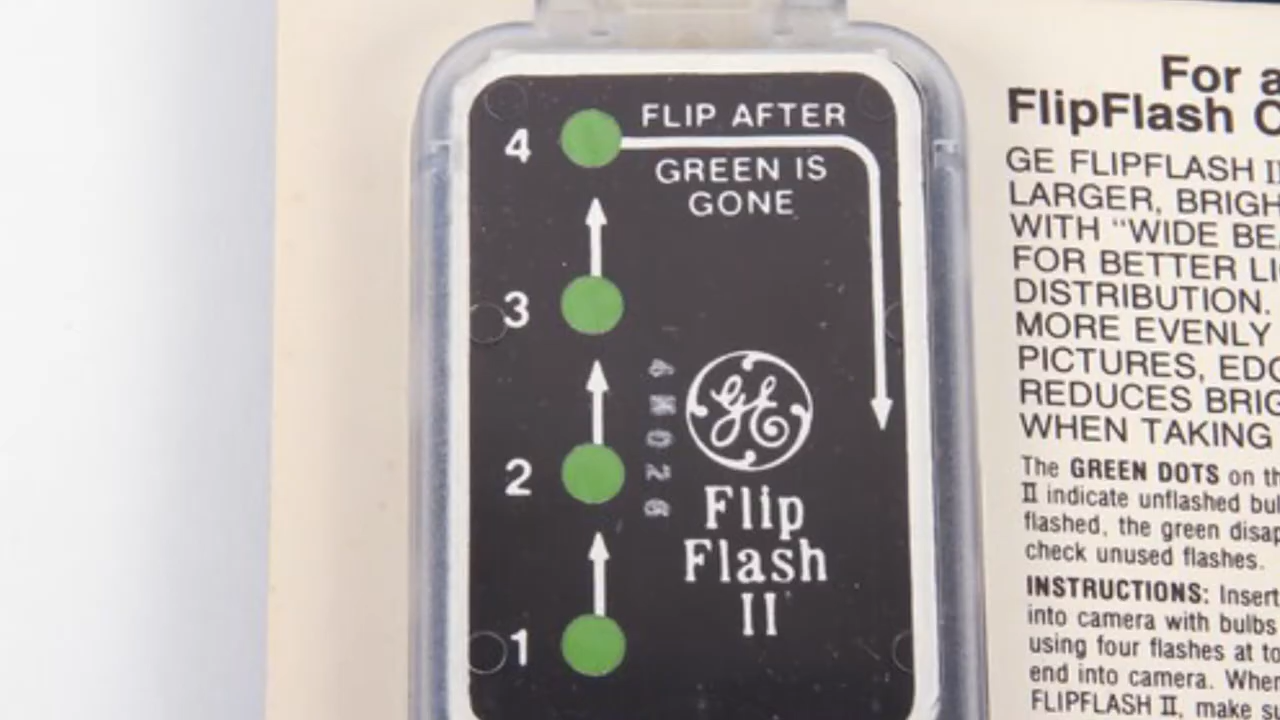 4
FLIP AFTER
GREEN IS
GONE
3
GE
2
Flip
Flash
II
1
For a
FlipFlash
GE FLIPFLASH II
LARGER, BRIGH
WITH “WIDE BE
FOR BETTER LI
DISTRIBUTION.
MORE EVENLY
PICTURES, EDG
REDUCES BRIG
WHEN TAKING
The GREEN DOTS on th
II indicate unflashed bul
flashed, the green disap
check unused flashes.
INSTRUCTIONS: Insert
into camera with bulbs
using four flashes at to
end into camera. When
FLIPFLASH II, make su